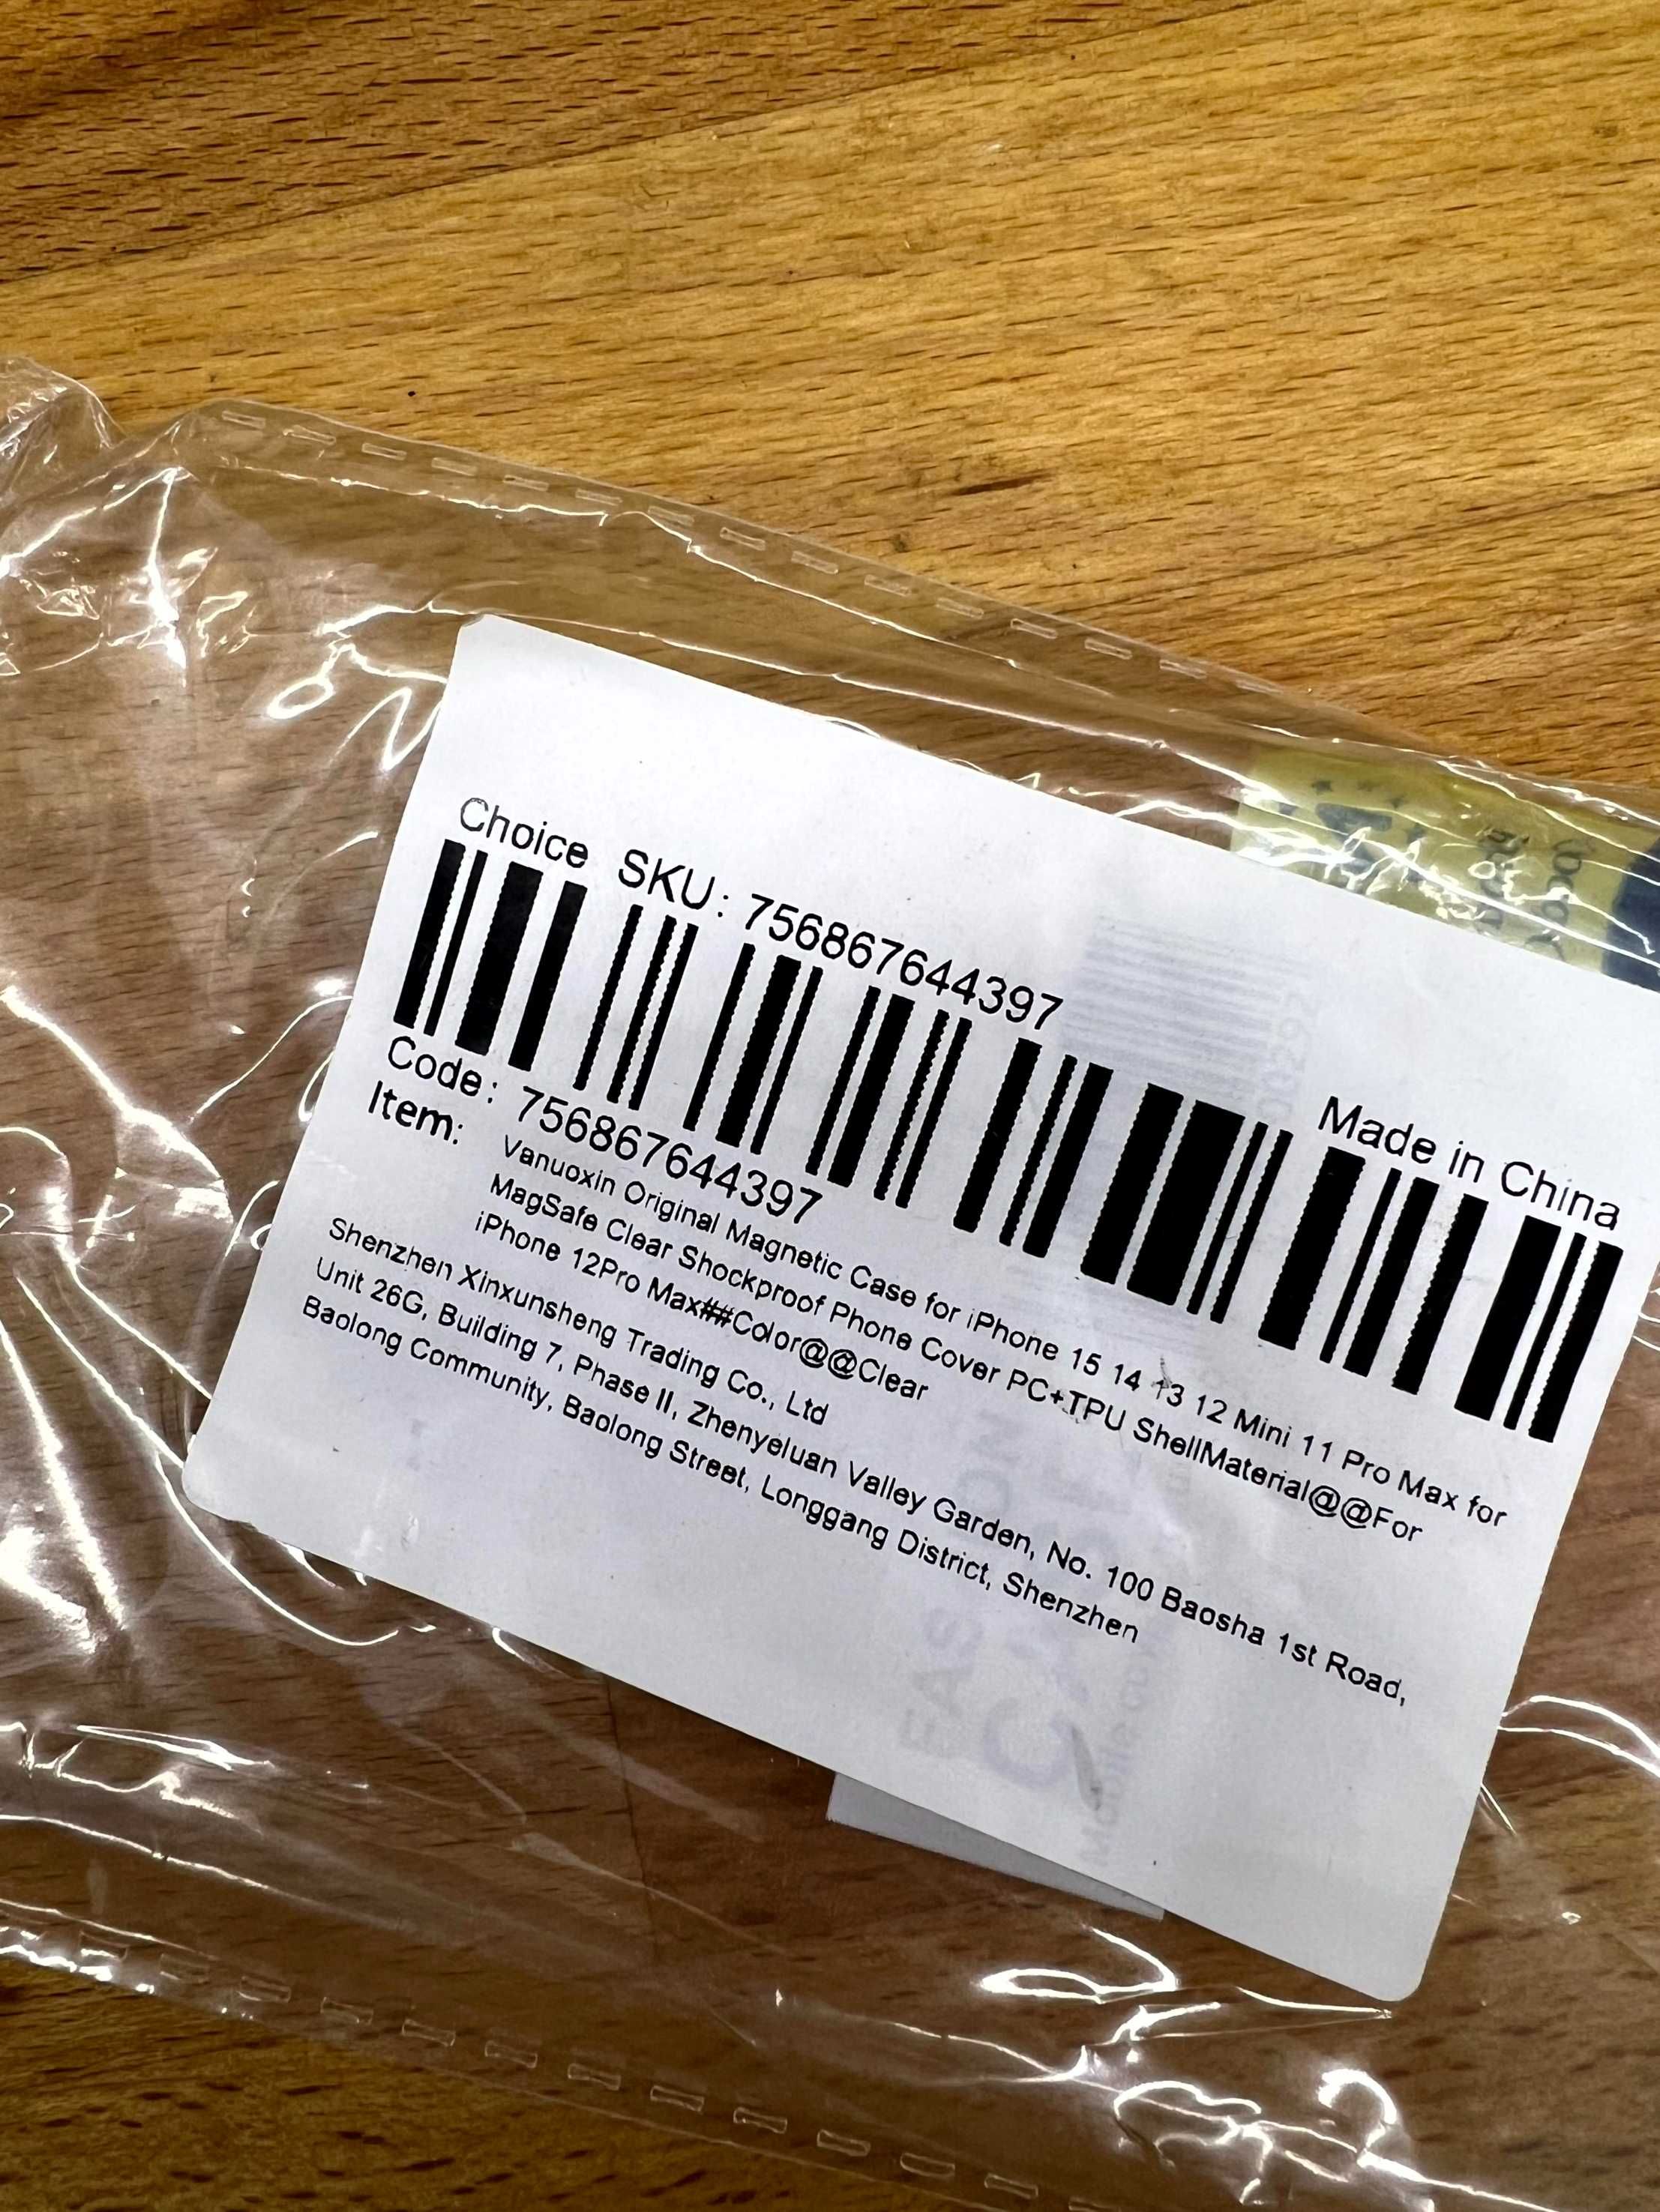 Choice SKU: 756867644397
Made in China
Code: 756867644397
Item: Vanuoxin Original Magnetic Case for iPhone 15 14 13 12 Mini 11 Pro Max for
MagSafe Clear Shockproof Phone Cover PC+TPU ShellMaterial@@For
iPhone 12Pro Max##Color@@Clear
Shenzhen Xinxunsheng Trading Co., Ltd
Unit 26G, Building 7, Phase II, Zhenyeluan Valley Garden, No. 100 Baosha 1st Road,
Baolong Community, Baolong Street, Longgang District, Shenzhen